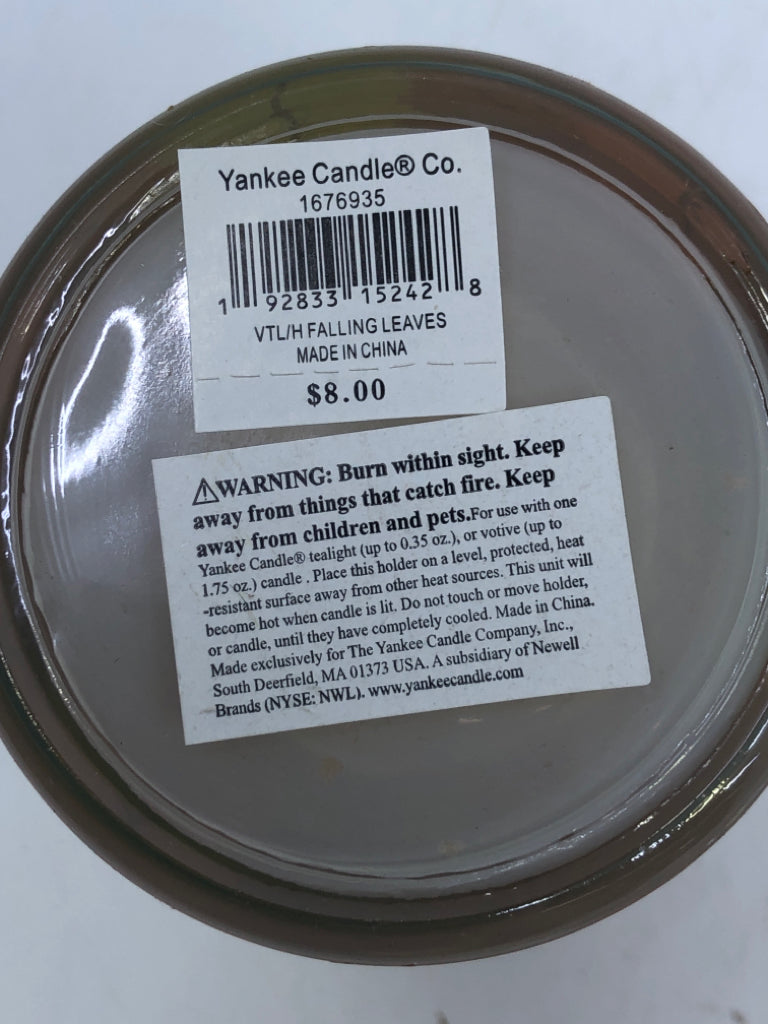 Yankee Candle® Co.
1676935
1 92833 15242 8
VTL/H FALLING LEAVES
MADE IN CHINA
$8.00
⚠WARNING: Burn within sight. Keep
away from things that catch fire. Keep
away from children and pets.For use with one
Yankee Candle® tealight (up to 0.35 oz.), or votive (up to
1.75 oz.) candle . Place this holder on a level, protected, heat
-resistant surface away from other heat sources. This unit will
become hot when candle is lit. Do not touch or move holder,
or candle, until they have completely cooled. Made in China.
Made exclusively for The Yankee Candle Company, Inc.,
South Deerfield, MA 01373 USA. A subsidiary of Newell
Brands (NYSE: NWL). www.yankeecandle.com